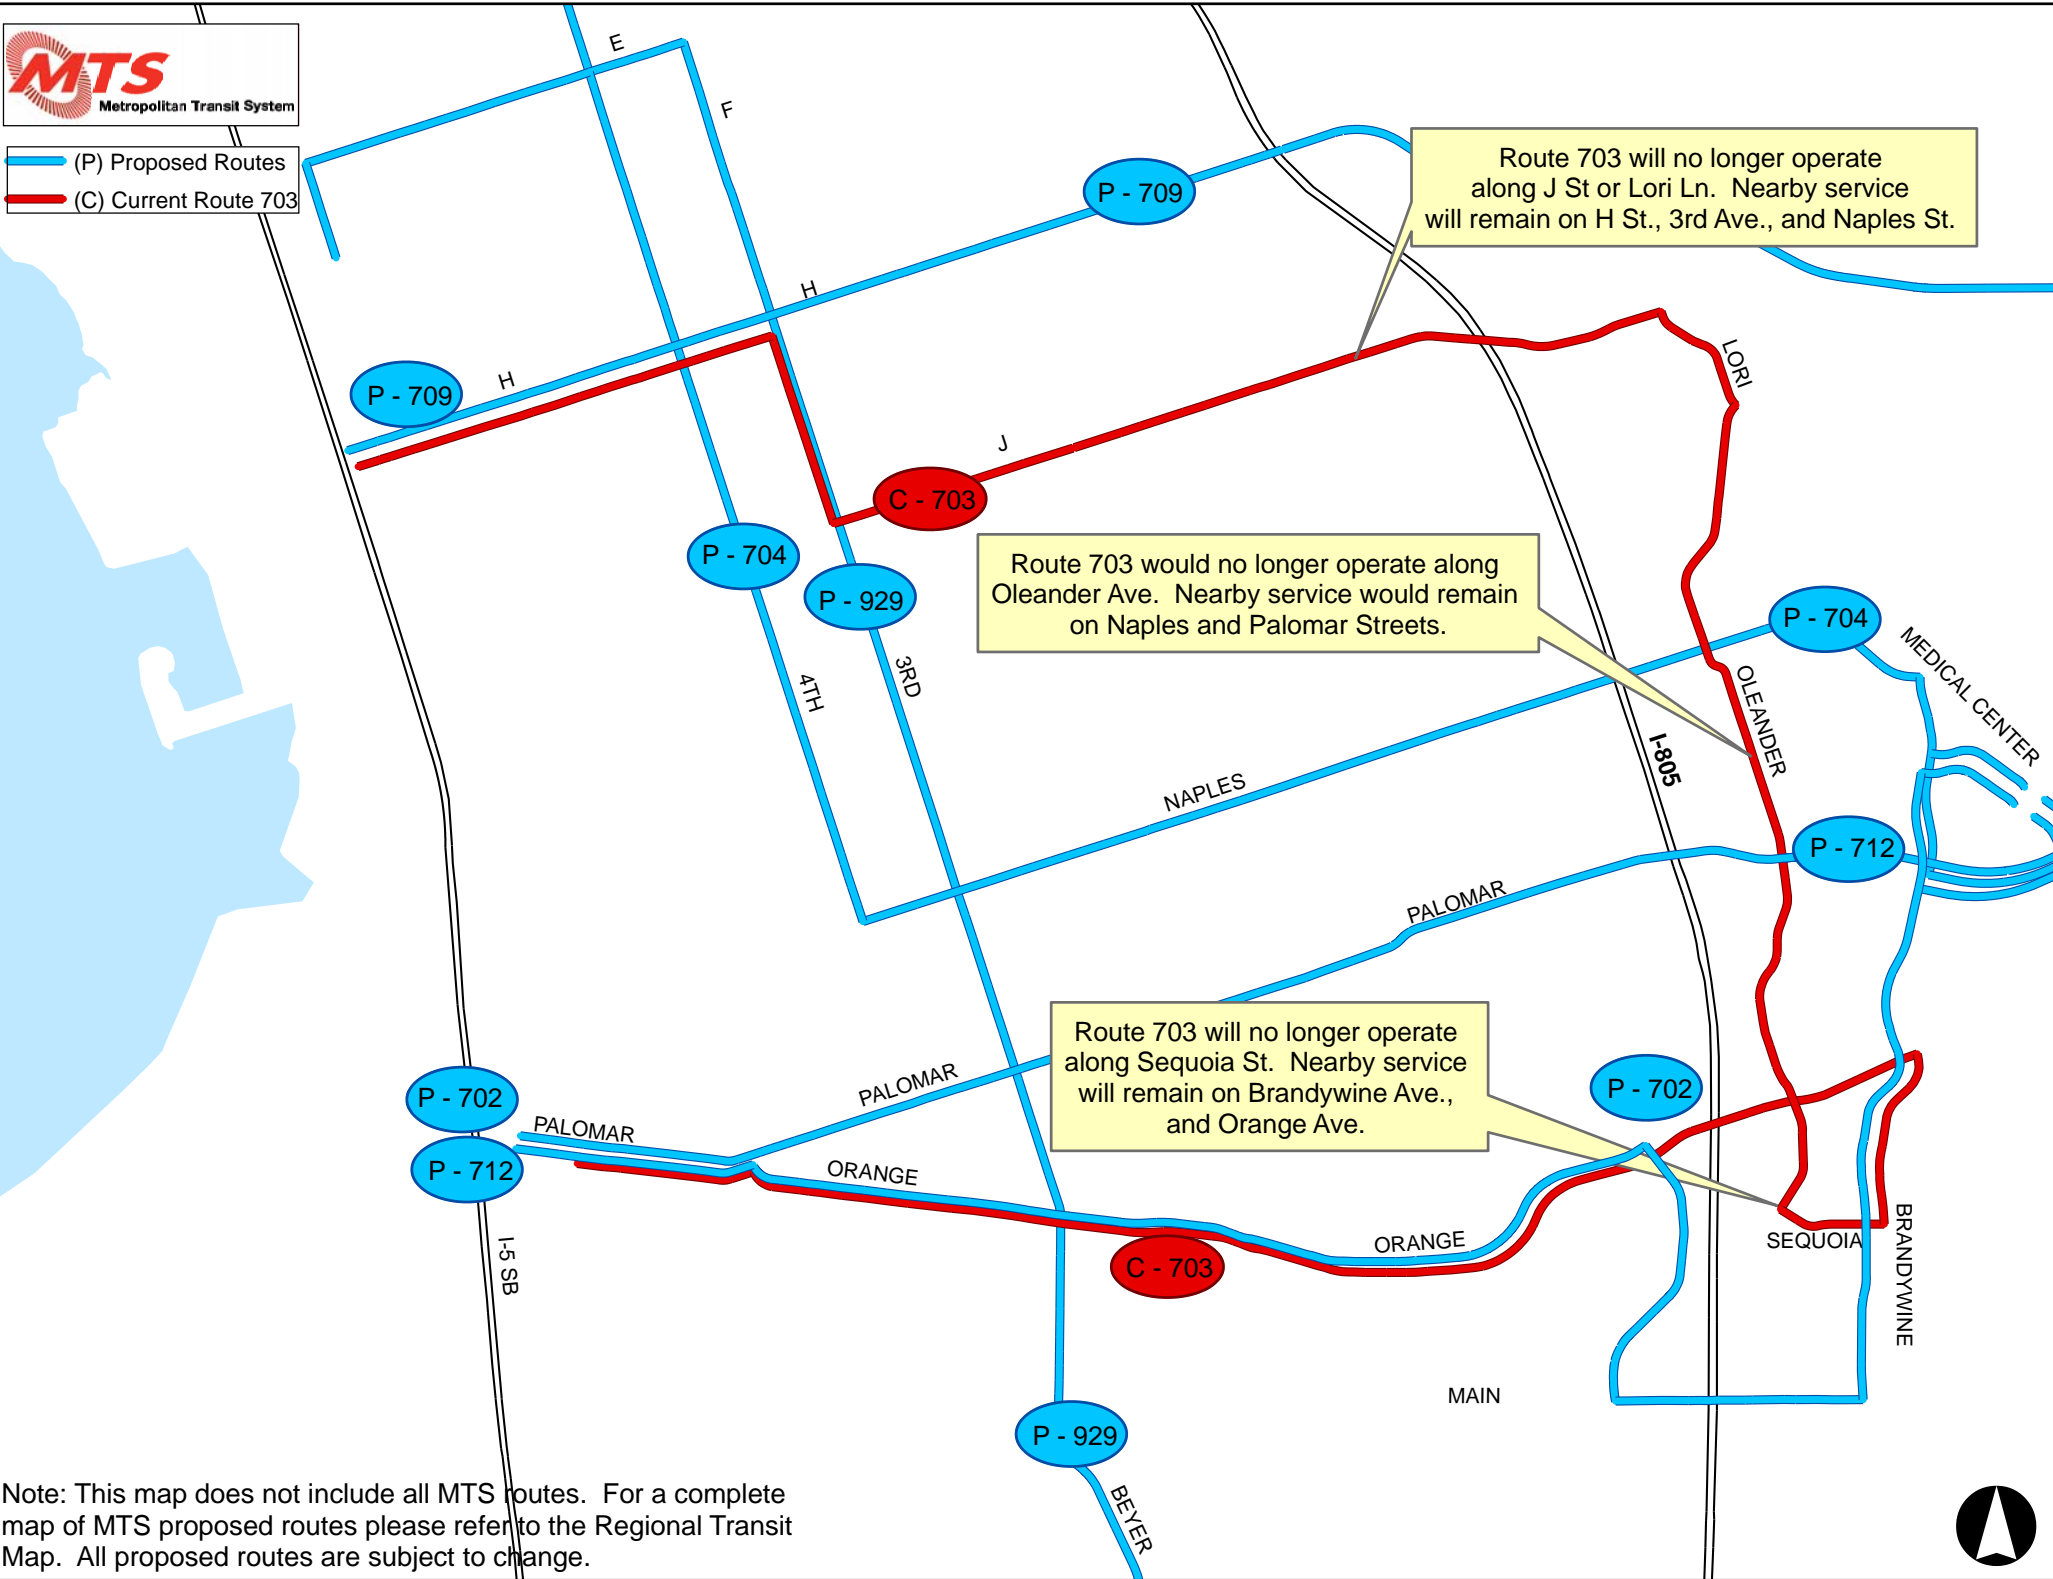 MTS
Metropolitan Transit System
(P) Proposed Routes
(C) Current Route 703
E
F
P - 709
Route 703 will no longer operate
along J St or Lori Ln.  Nearby service
will remain on H St., 3rd Ave., and Naples St.
H
H
P - 709
LORI
J
C - 703
P - 704
P - 929
Route 703 would no longer operate along
Oleander Ave.  Nearby service would remain
on Naples and Palomar Streets.
P - 704
MEDICAL CENTER
4TH
3RD
OLEANDER
I-805
NAPLES
P - 712
PALOMAR
Route 703 will no longer operate
along Sequoia St.  Nearby service
will remain on Brandywine Ave.,
and Orange Ave.
P - 702
PALOMAR
P - 702
PALOMAR
P - 712
ORANGE
I-5 SB
C - 703
ORANGE
SEQUOIA
BRANDYWINE
MAIN
P - 929
BEYER
Note: This map does not include all MTS routes.  For a complete
map of MTS proposed routes please refer to the Regional Transit
Map.  All proposed routes are subject to change.